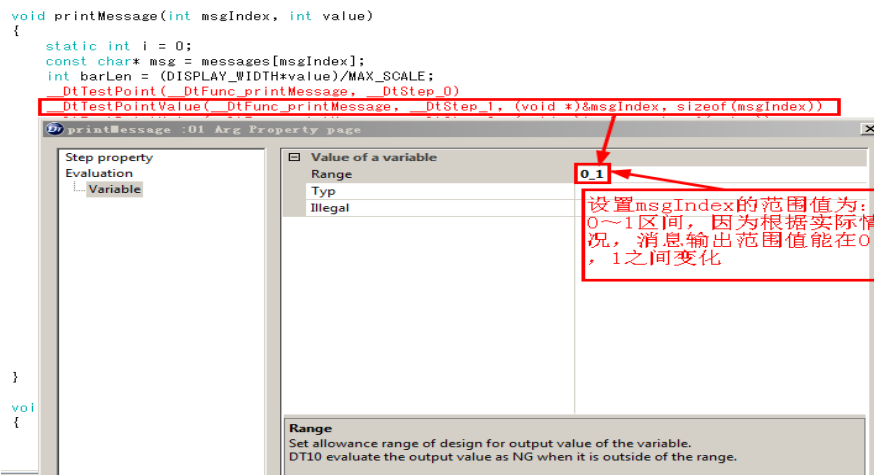 void printMessage(int msgIndex, int value)
{
static int i = 0;
const char* msg = messages[msgIndex];
int barLen = (DISPLAY_WIDTH*value)/MAX_SCALE;
__DtTestPoint(__DtFunc_printMessage, __DtStep_0)
__DtTestPointValue(__DtFunc_printMessage, __DtStep_1, (void *)&msgIndex, sizeof(msgIndex))
printMessage :01 Arg Property page
Step property
Evaluation
Variable
Value of a variable
Range 0_1
Typ
Illegal
设置msgIndex的范围值为：
0～1区间，因为根据实际情
况，消息输出范围值能在0
，1之间变化
}
voi
{
Range
Set allowance range of design for output value of the variable.
DT10 evaluate the output value as NG when it is outside of the range.